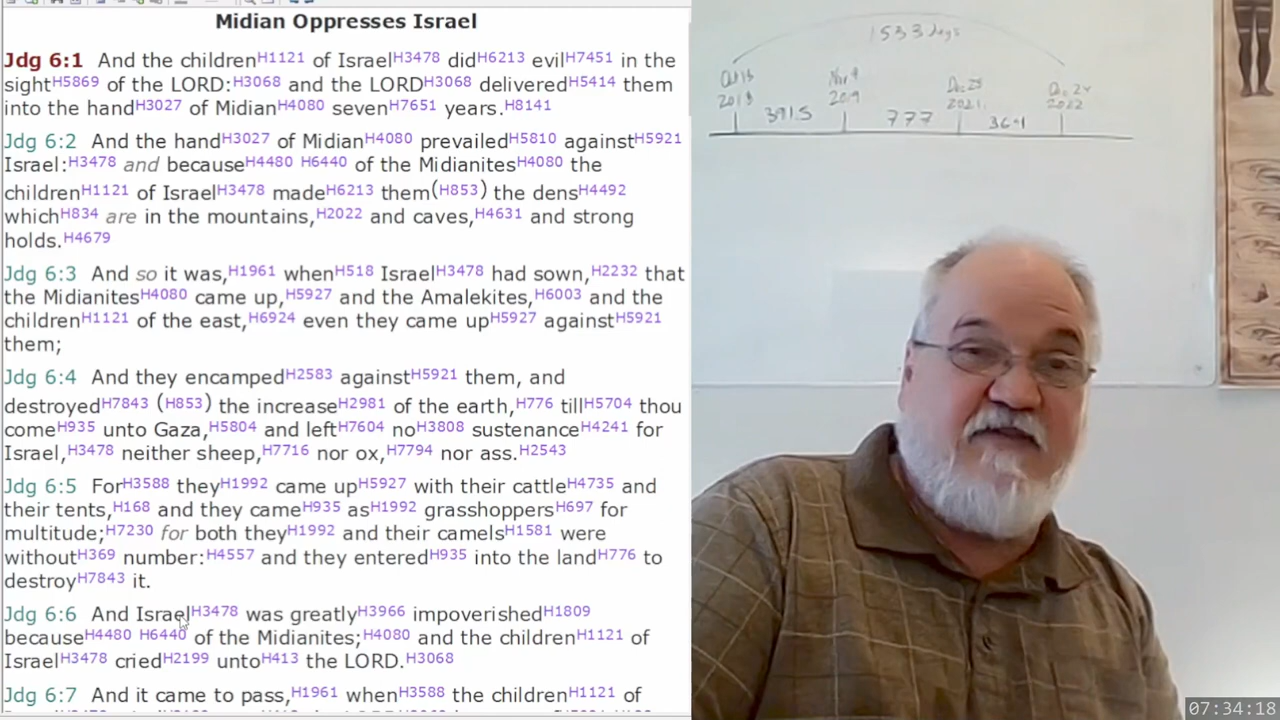 Midian Oppresses Israel
Jdg 6:1 And the childrenH1121 of IsraelH3478 didH6213 evilH7451 in the
sightH5869 of the LORD:H3068 and the LORDH3068 deliveredH5414 them
into the handH3027 of MidianH4080 sevenH7651 years.H8141
Jdg 6:2 And the handH3027 of MidianH4080 prevailedH5810 againstH5921
Israel:H3478 and becauseH4480 H6440 of the MidianitesH4080 the
childrenH1121 of IsraelH3478 madeH6213 them(H853) the densH4492
whichH834 are in the mountains,H2022 and caves,H4631 and strong
holds.H4679
Jdg 6:3 And so it was,H1961 whenH518 IsraelH3478 had sown,H2232 that
the MidianitesH4080 came up,H5927 and the Amalekites,H6003 and the
childrenH1121 of the east,H6924 even they came upH5927 againstH5921
them;
Jdg 6:4 And they encampedH2583 againstH5921 them, and
destroyedH7843 (H853) the increaseH2981 of the earth,H776 tillH5704 thou
comeH935 unto Gaza,H5804 and leftH7604 noH3808 sustenanceH4241 for
Israel,H3478 neither sheep,H7716 nor ox,H7794 nor ass.H2543
Jdg 6:5 ForH3588 theyH1992 came upH5927 with their cattleH4735 and
their tents,H168 and they cameH935 asH1992 grasshoppersH697 for
multitude;H7230 for both theyH1992 and their camelsH1581 were
withoutH369 number:H4557 and they enteredH935 into the landH776 to
destroyH7843 it.
Jdg 6:6 And IsraelH3478 was greatlyH3966 impoverishedH1809
becauseH4480 H6440 of the Midianites;H4080 and the childrenH1121 of
IsraelH3478 criedH2199 untoH413 the LORD.H3068
Jdg 6:7 And it came to pass,H1961 whenH3588 the childrenH1121 of
1533 days
2019
Dec 28
2021
Dec 24
2022
777
07:34:18